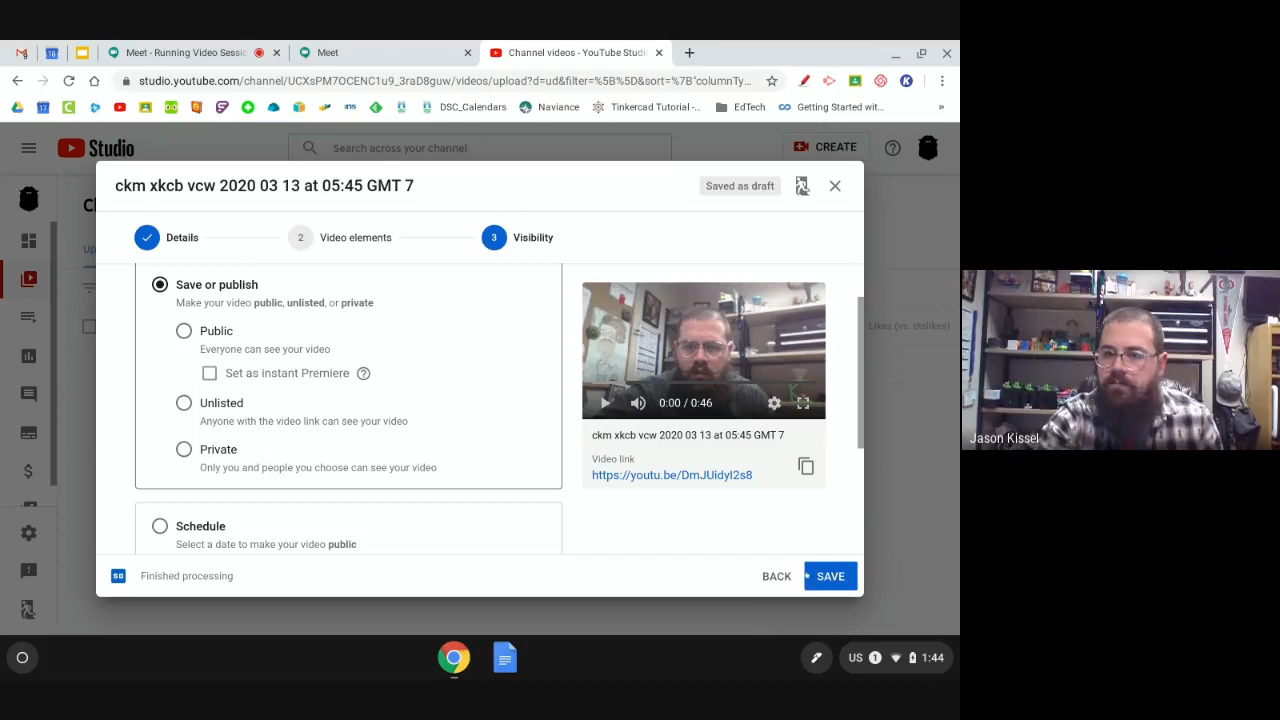 Meet - Running Video Sessi
Meet
Channel videos - YouTube Studi
studio.youtube.com/channel/UCXsPM7OCENC1u9_3raD8guw/videos/upload?d=ud&filter=%5B%5D&sort=%7B"columnTy...
DSC_Calendars
Naviance
Tinkercad Tutorial -...
EdTech
Getting Started wit...
»
Studio
Search across your channel
CREATE
ckm xkcb vcw 2020 03 13 at 05:45 GMT 7
Saved as draft
Details
2 Video elements
3 Visibility
Save or publish
Make your video public, unlisted, or private
Public
Everyone can see your video
Set as instant Premiere
Unlisted
Anyone with the video link can see your video
Private
Only you and people you choose can see your video
Schedule
Select a date to make your video public
0:00 / 0:46
ckm xkcb vcw 2020 03 13 at 05:45 GMT 7
Video link
https://youtu.be/DmJUidyI2s8
Likes (vs. dislikes)
SD Finished processing
BACK
SAVE
Jason Kissel
US 1 1:44